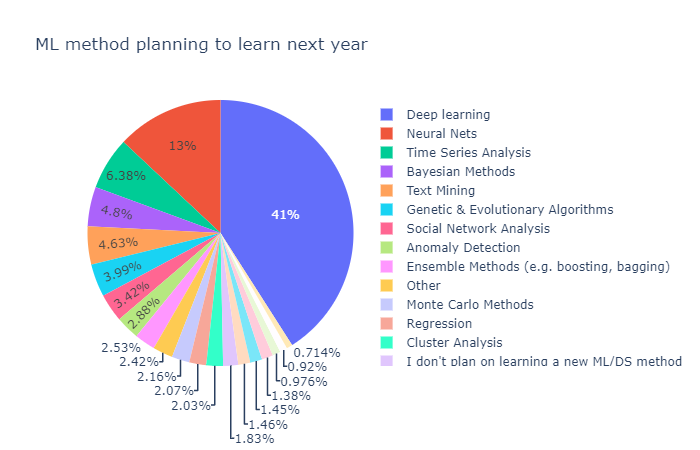 ML method planning to learn next year
41%
13%
6.38%
4.8%
4.63%
3.99%
3.42%
2.88%
2.53%
2.42%
2.16%
2.07%
2.03%
1.83%
1.46%
1.45%
1.38%
0.976%
0.92%
0.714%
Deep learning
Neural Nets
Time Series Analysis
Bayesian Methods
Text Mining
Genetic & Evolutionary Algorithms
Social Network Analysis
Anomaly Detection
Ensemble Methods (e.g. boosting, bagging)
Other
Monte Carlo Methods
Regression
Cluster Analysis
I don't plan on learning a new ML/DS method